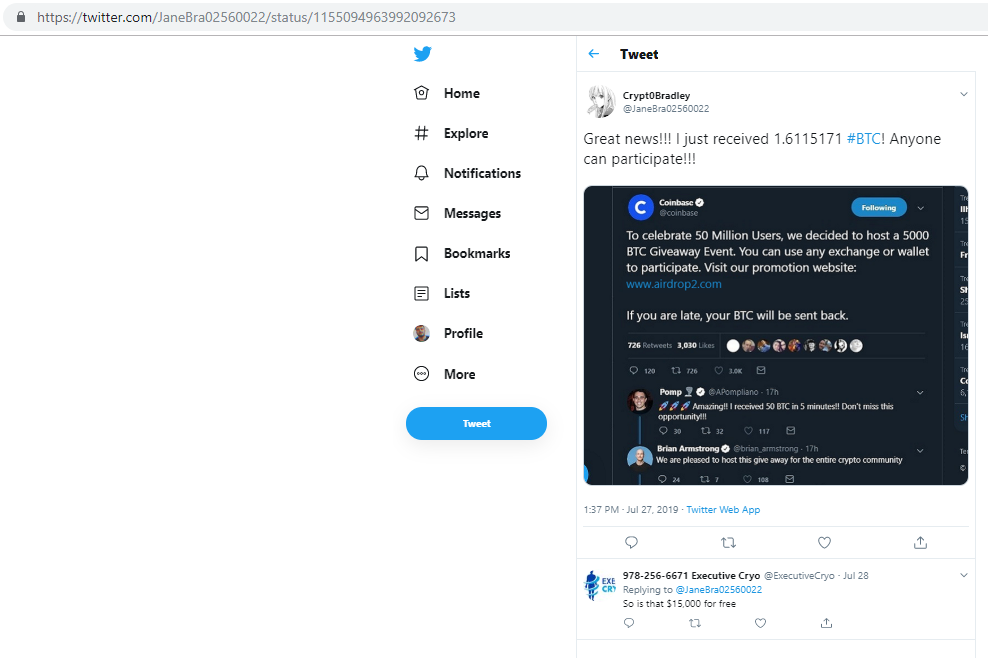 https://twitter.com/JaneBra02560022/status/1155094963992092673
Home
Explore
Notifications
Messages
Bookmarks
Lists
Profile
More
Tweet
Tweet
Crypt0Bradley
@JaneBra02560022
Great news!!! I just received 1.6115171 #BTC! Anyone
can participate!!!
Coinbase
@coinbase
Following
To celebrate 50 Million Users, we decided to host a 5000
BTC Giveaway Event. You can use any exchange or wallet
to participate. Visit our promotion website:
www.airdrop2.com
If you are late, your BTC will be sent back.
726 Retweets 3,030 Likes
120 726 3.0K
Pomp 🌪 @APompliano · 17h
🚀🚀🚀 Amazing!! I received 50 BTC in 5 minutes!! Don't miss this
opportunity!!!
30 32 117
Brian Armstrong @brian_armstrong · 17h
We are pleased to host this give away for the entire crypto community
24 7 108
1:37 PM · Jul 27, 2019 · Twitter Web App
EXE
CRY
978-256-6671 Executive Cryo @ExecutiveCryo · Jul 28
Replying to @JaneBra02560022
So is that $15,000 for free